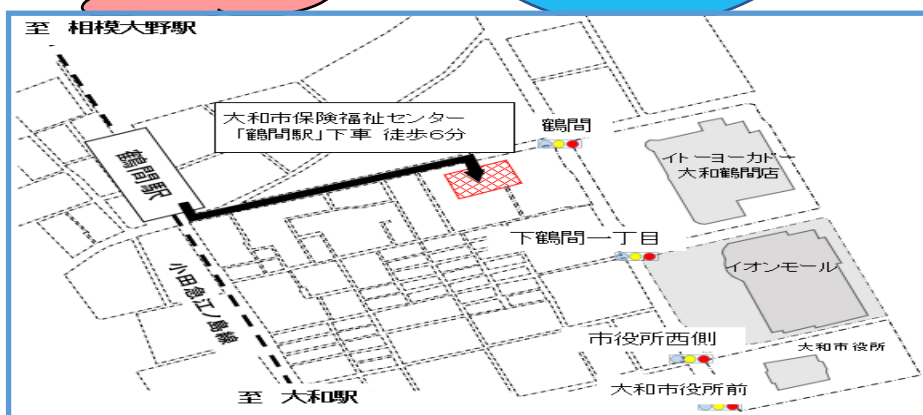 至 相模大野駅
大和市保険福祉センター
「鶴間駅」下車 徒歩6分
鶴間
鶴間駅
イトーヨーカドー
大和鶴間店
下鶴間一丁目
イオンモール
小田急江ノ島線
市役所西側
大和市役所
至 大和駅
大和市役所前